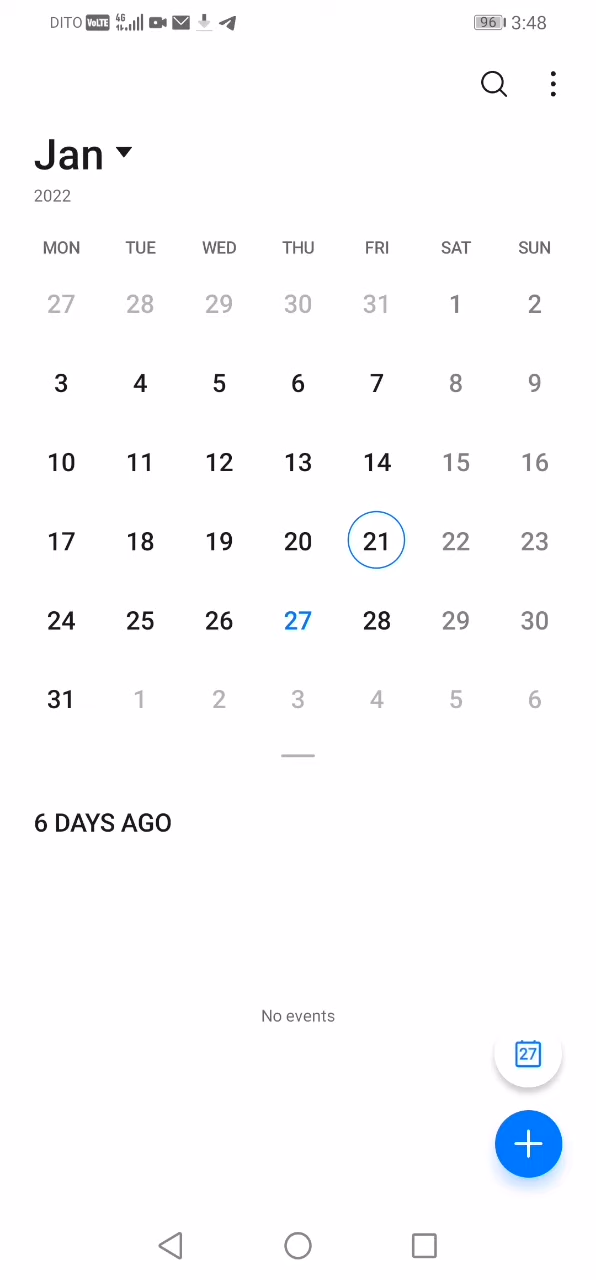 DITO VoLTE 4G 96 3:48
Jan
2022
MON TUE WED THU FRI SAT SUN
27 28 29 30 31 1 2
3 4 5 6 7 8 9
10 11 12 13 14 15 16
17 18 19 20 21 22 23
24 25 26 27 28 29 30
31 1 2 3 4 5 6
6 DAYS AGO
No events
27